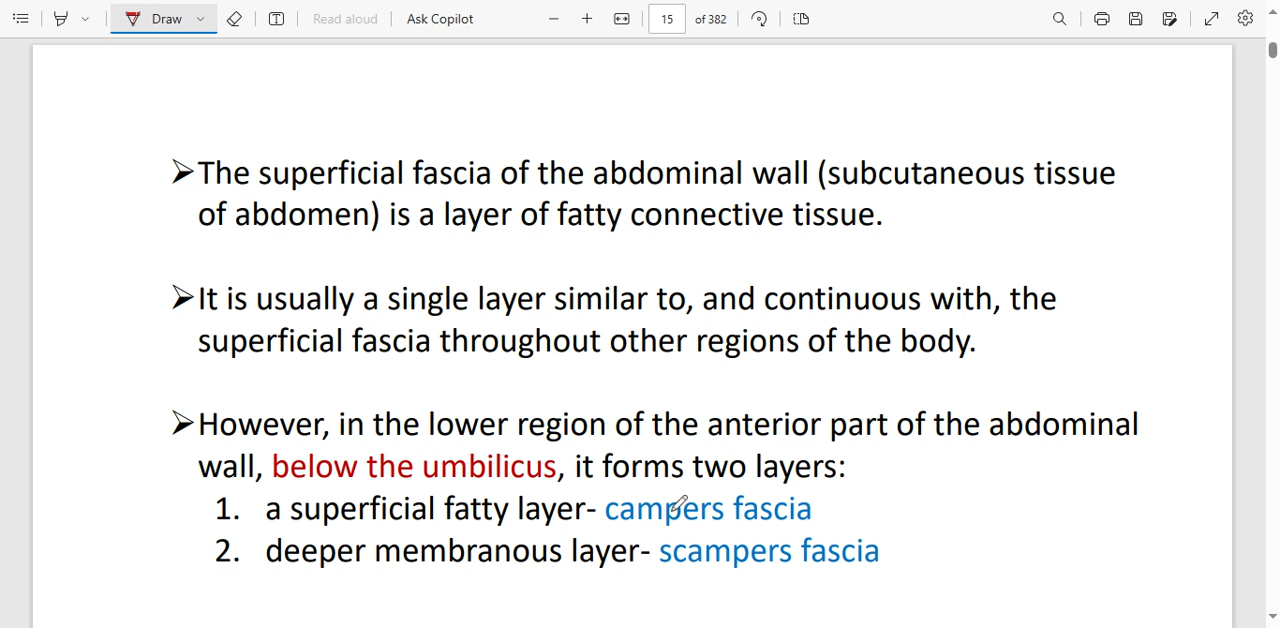 Draw Read aloud Ask Copilot 15 of 382
➢The superficial fascia of the abdominal wall (subcutaneous tissue
of abdomen) is a layer of fatty connective tissue.
➢It is usually a single layer similar to, and continuous with, the
superficial fascia throughout other regions of the body.
➢However, in the lower region of the anterior part of the abdominal
wall, below the umbilicus, it forms two layers:
1. a superficial fatty layer- campers fascia
2. deeper membranous layer- scampers fascia